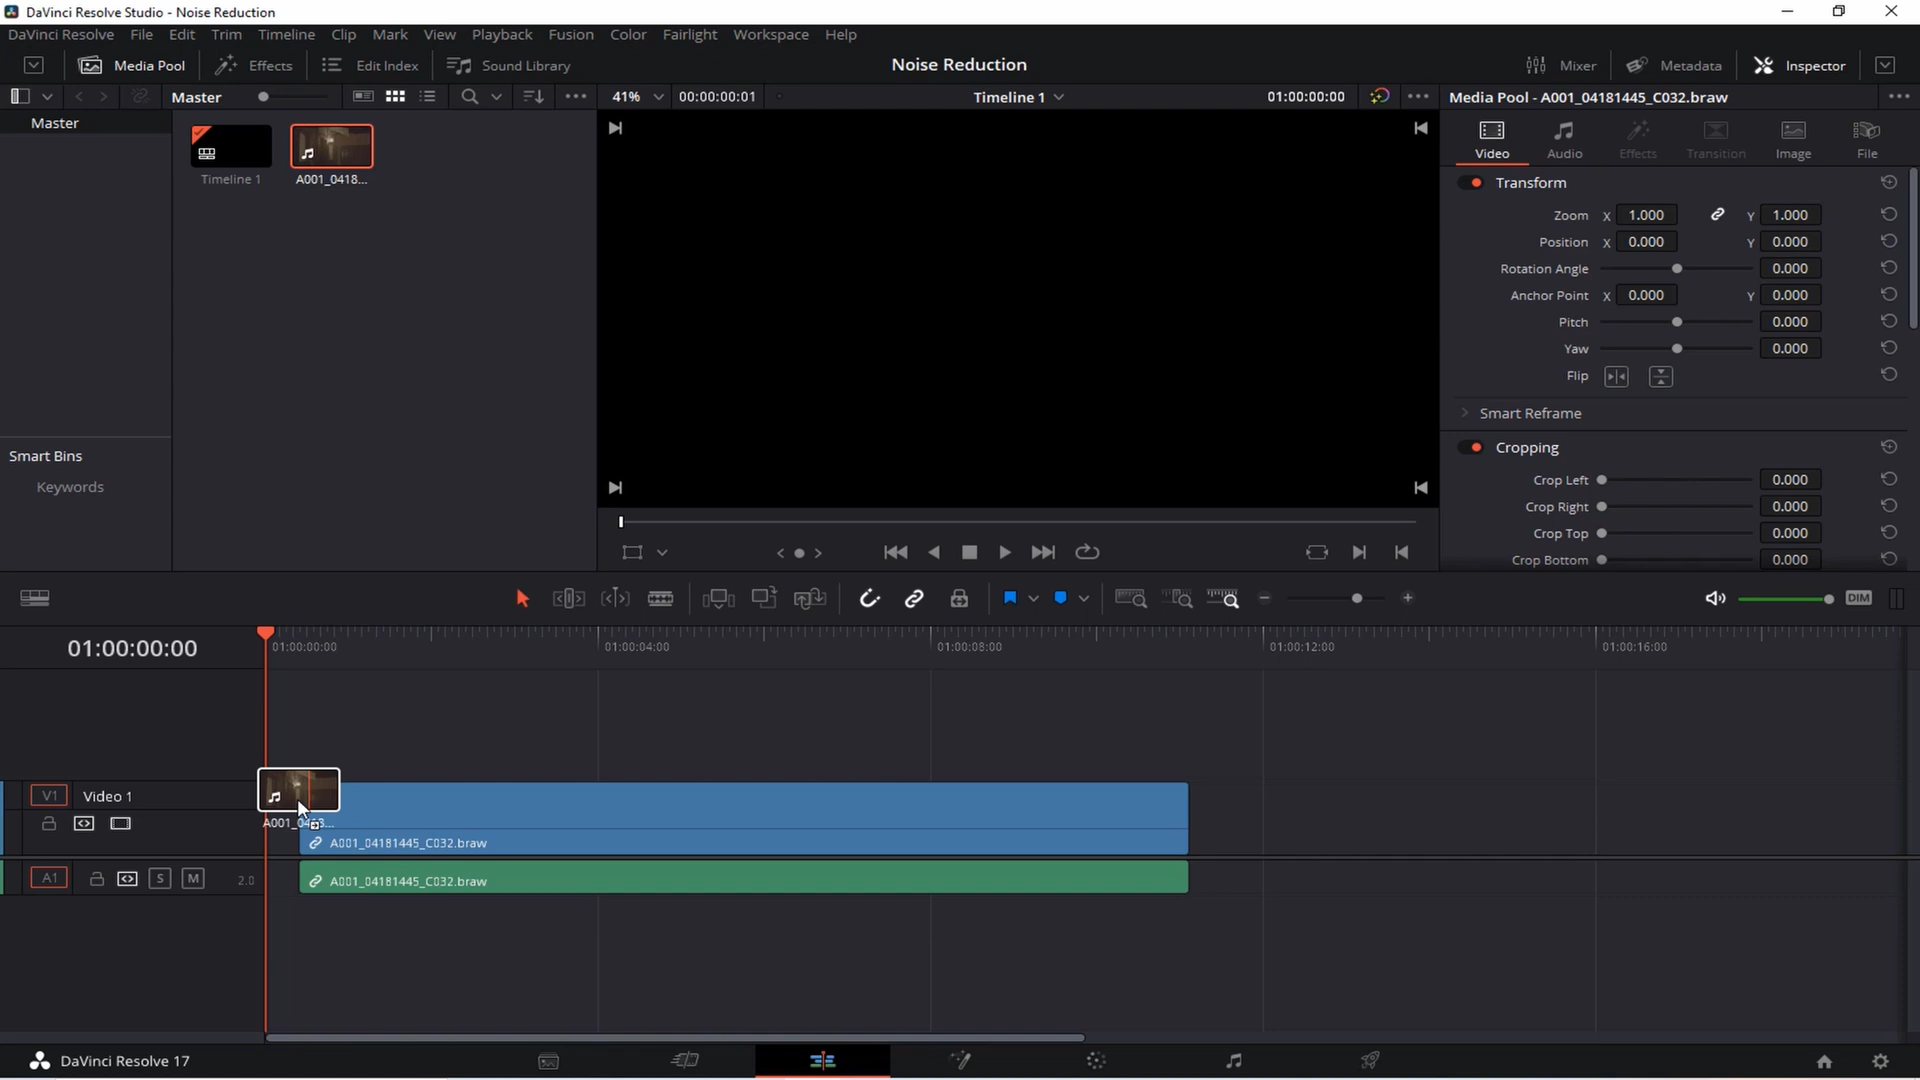 DaVinci Resolve Studio - Noise Reduction
DaVinci Resolve File Edit Trim Timeline Clip Mark View Playback Fusion Color Fairlight Workspace Help
Media Pool Effects Edit Index Sound Library Noise Reduction Mixer Metadata Inspector
Master 41% 00:00:00:01 Timeline 1 01:00:00:00 Media Pool - A001_04181445_C032.braw
Master
Video Audio Effects Transition Image File
Timeline 1 A001_0418...
Transform
Zoom X 1.000 Y 1.000
Position X 0.000 Y 0.000
Rotation Angle 0.000
Anchor Point X 0.000 Y 0.000
Pitch 0.000
Yaw 0.000
Flip
Smart Reframe
Cropping
Smart Bins
Keywords
Crop Left 0.000
Crop Right 0.000
Crop Top 0.000
Crop Bottom 0.000
DIM
01:00:00:00
01:00:00:00 01:00:04:00 01:00:08:00 01:00:12:00 01:00:16:00
V1 Video 1
A001_0418...
A001_04181445_C032.braw
A1 S M 2.0 A001_04181445_C032.braw
DaVinci Resolve 17